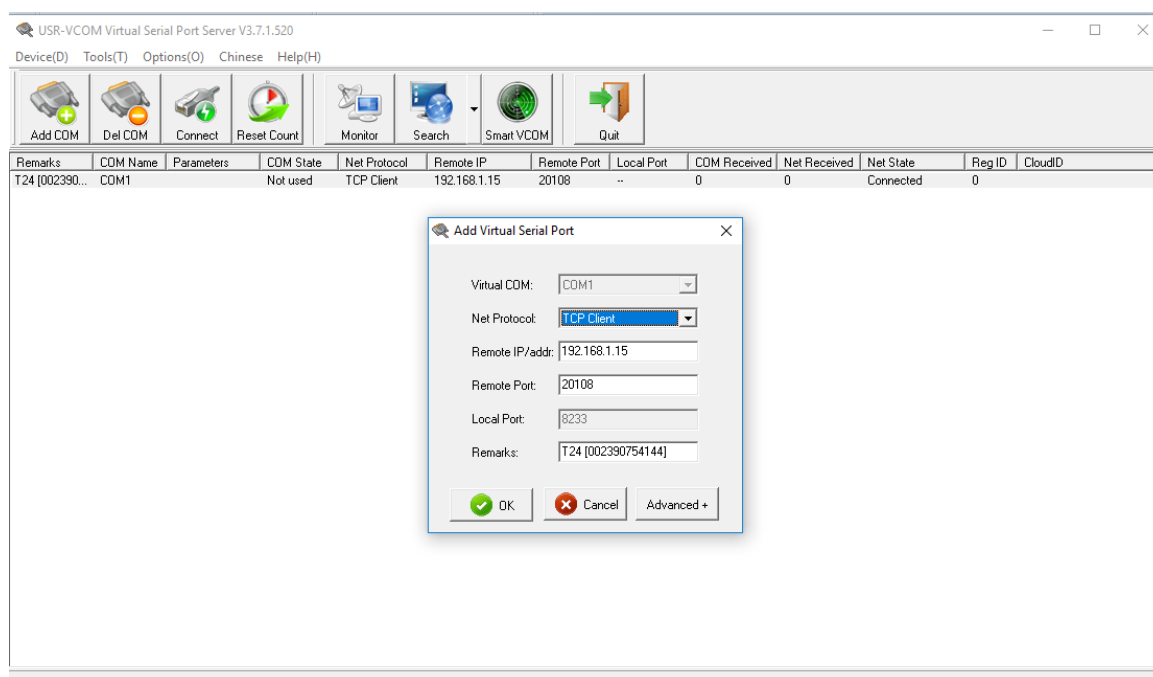 USR-VCOM Virtual Serial Port Server V3.7.1.520
Device(D) Tools(T) Options(O) Chinese Help(H)
Add COM Del COM Connect Reset Count Monitor Search Smart VCOM Quit
Remarks COM Name Parameters COM State Net Protocol Remote IP Remote Port Local Port COM Received Net Received Net State Reg ID CloudID
T24 [002390... COM1 Not used TCP Client 192.168.1.15 20108 -- 0 0 Connected 0
Add Virtual Serial Port
Virtual COM: COM1
Net Protocol: TCP Client
Remote IP/addr: 192.168.1.15
Remote Port: 20108
Local Port: 8233
Remarks: T24 [002390754144]
OK Cancel Advanced +